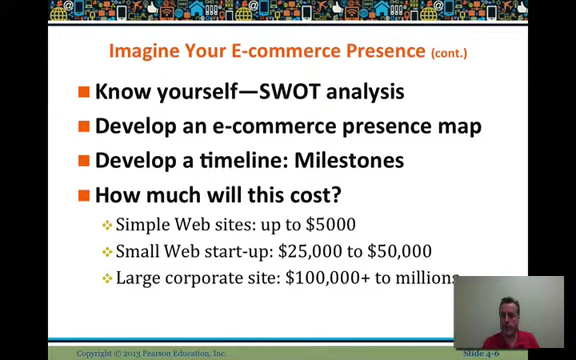 Imagine Your E-commerce Presence (cont.)
Know yourself—SWOT analysis
Develop an e-commerce presence map
Develop a timeline: Milestones
How much will this cost?
Simple Web sites: up to $5000
Small Web start-up: $25,000 to $50,000
Large corporate site: $100,000+ to millions
Copyright © 2013 Pearson Education, Inc.
Slide 4-6